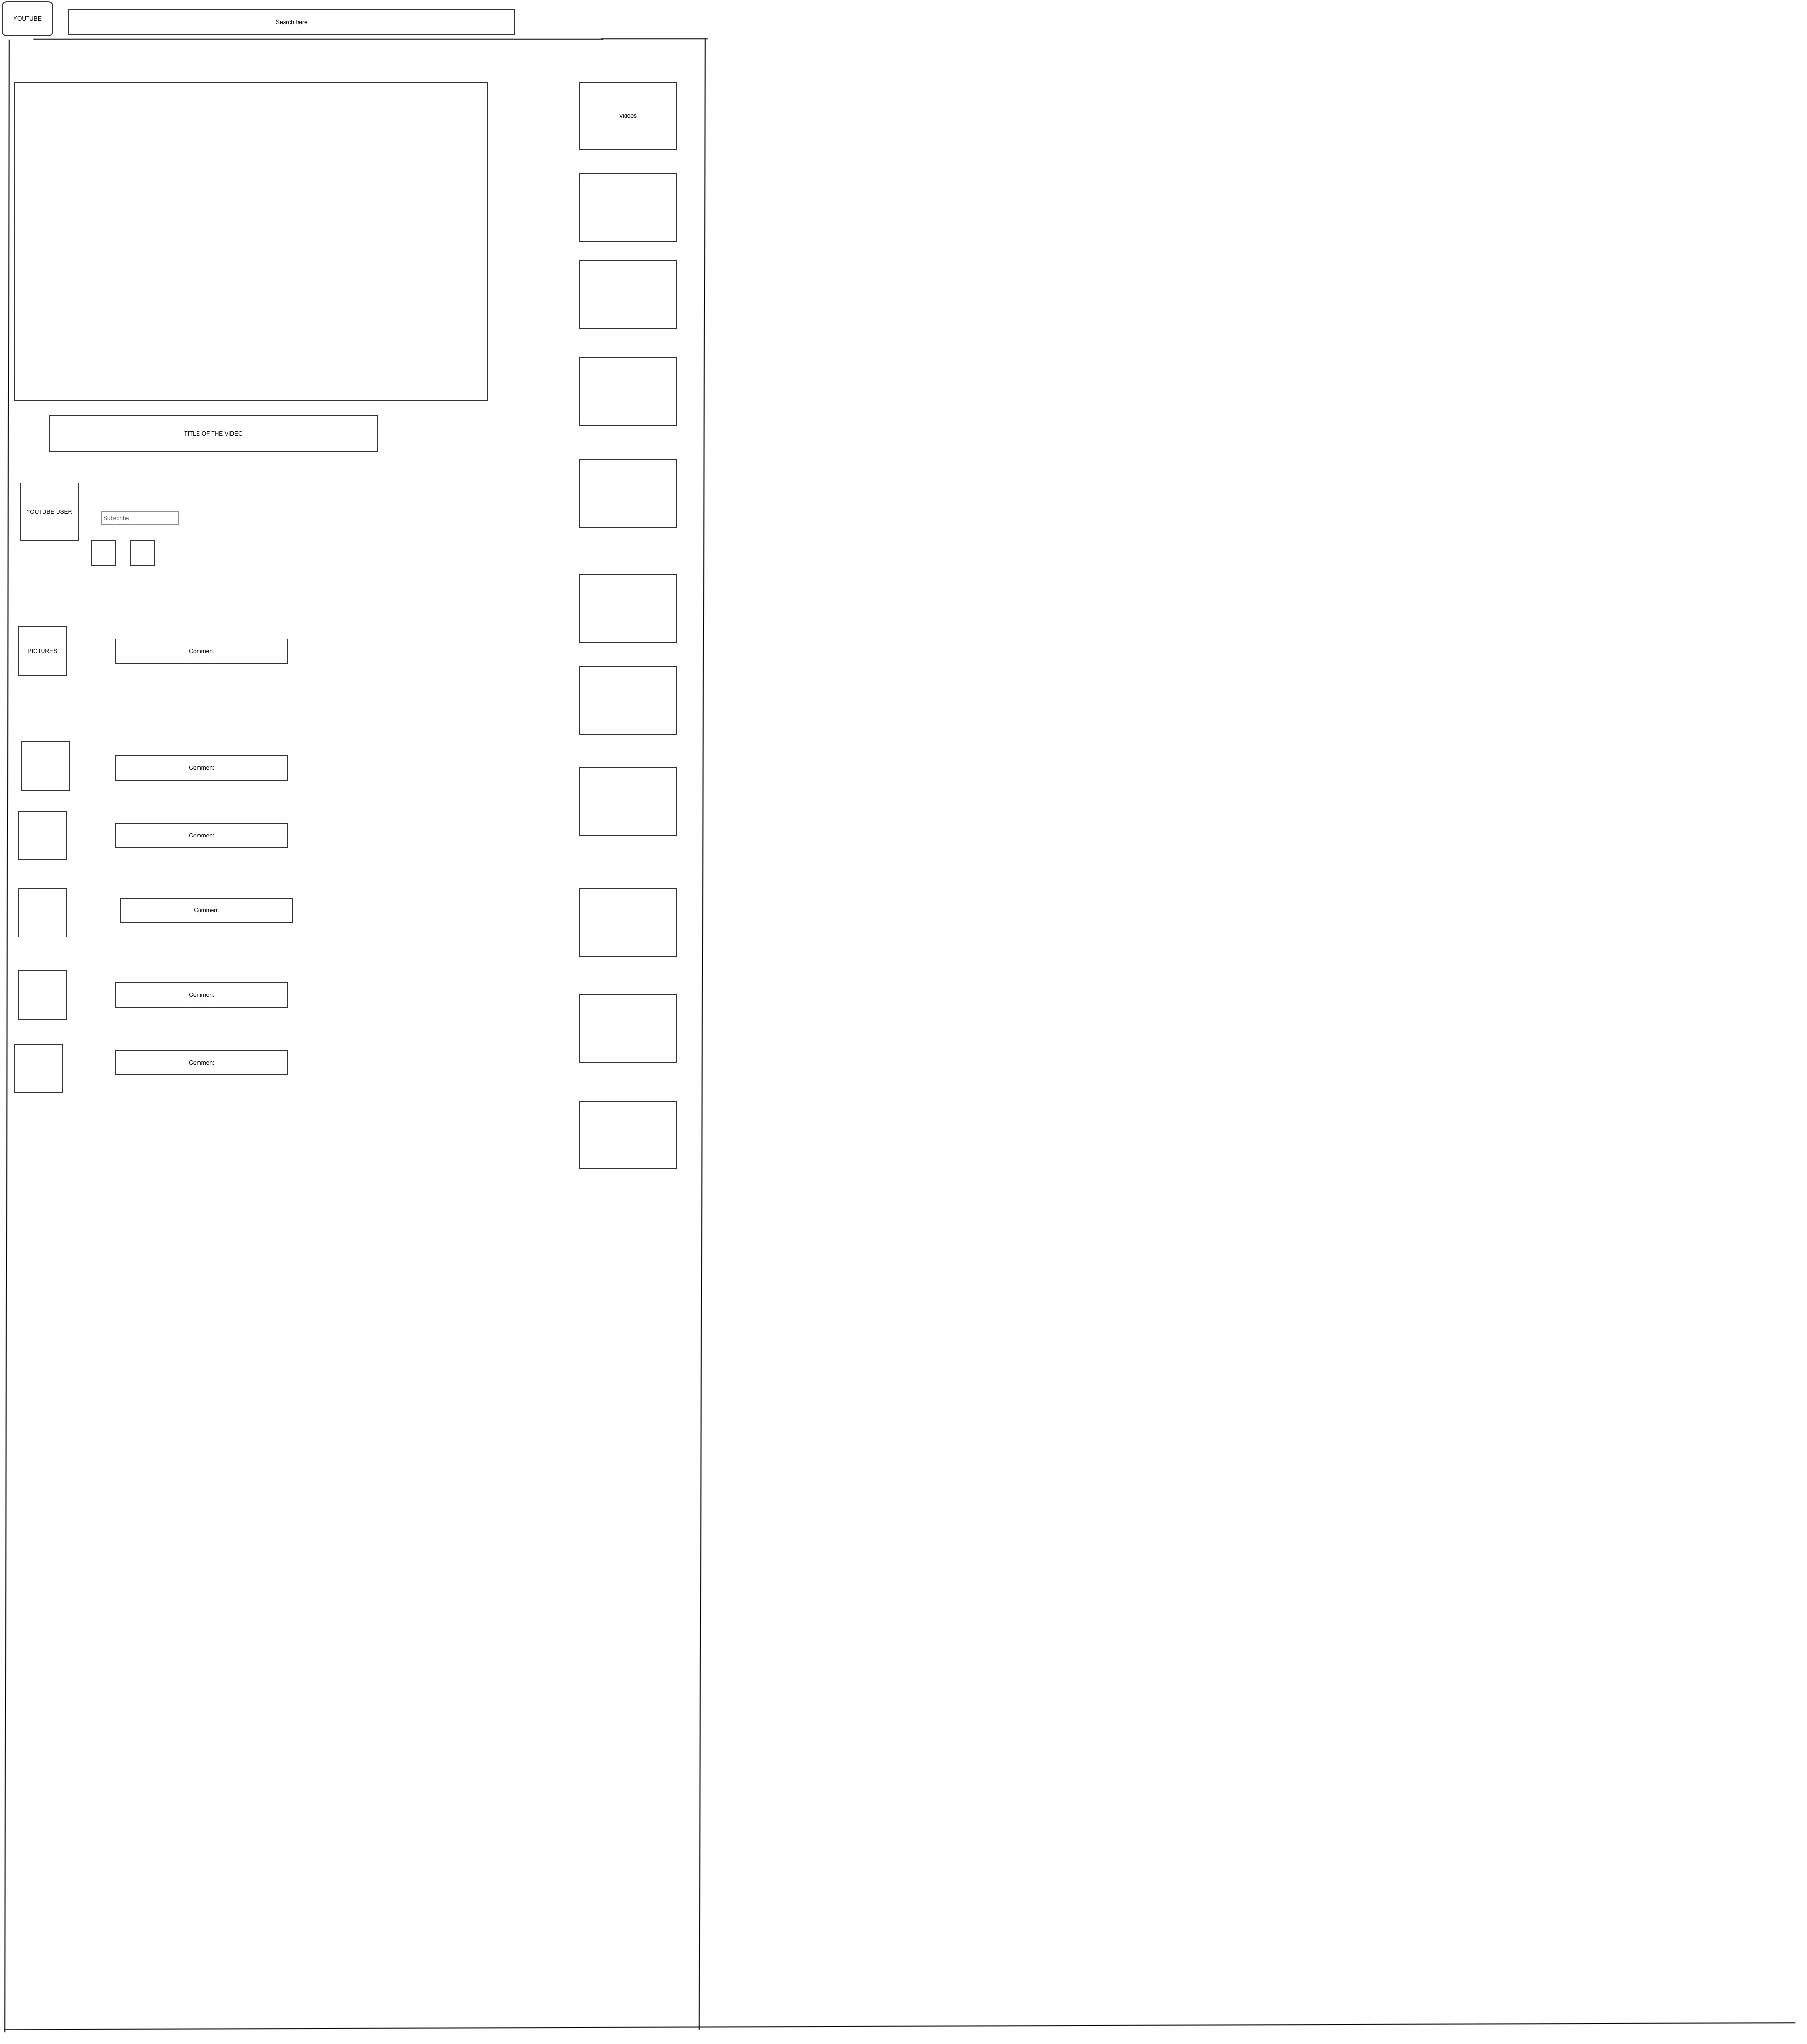 YOUTUBE
Search here
Videos
TITLE OF THE VIDEO
YOUTUBE USER
Subscribe
PICTURES
Comment
Comment
Comment
Comment
Comment
Comment